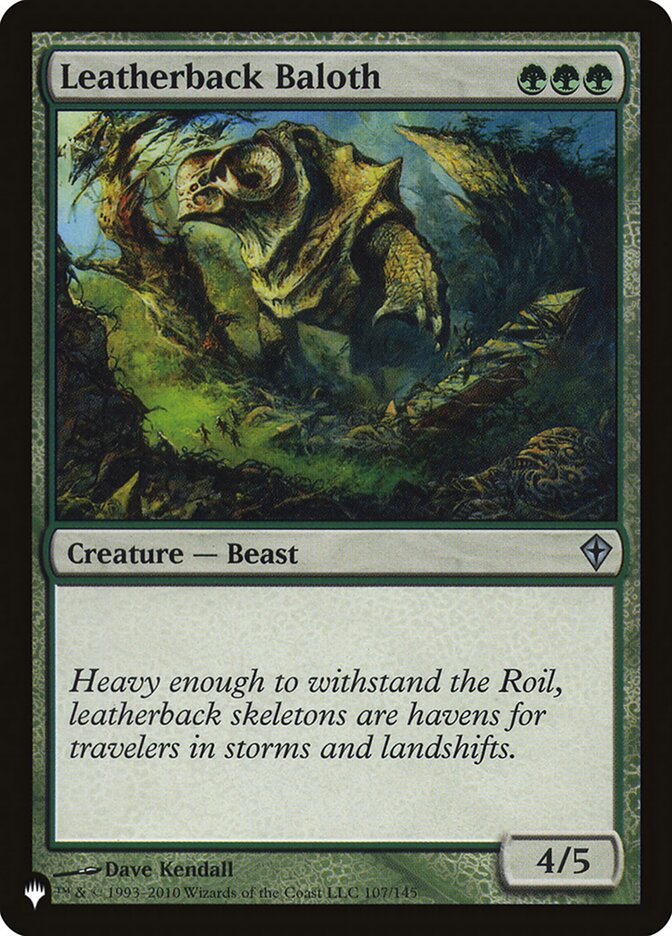 Leatherback Baloth
Creature — Beast
Heavy enough to withstand the Roil,
leatherback skeletons are havens for
travelers in storms and landshifts.
4/5
Dave Kendall
™ & © 1993–2010 Wizards of the Coast LLC 107/145